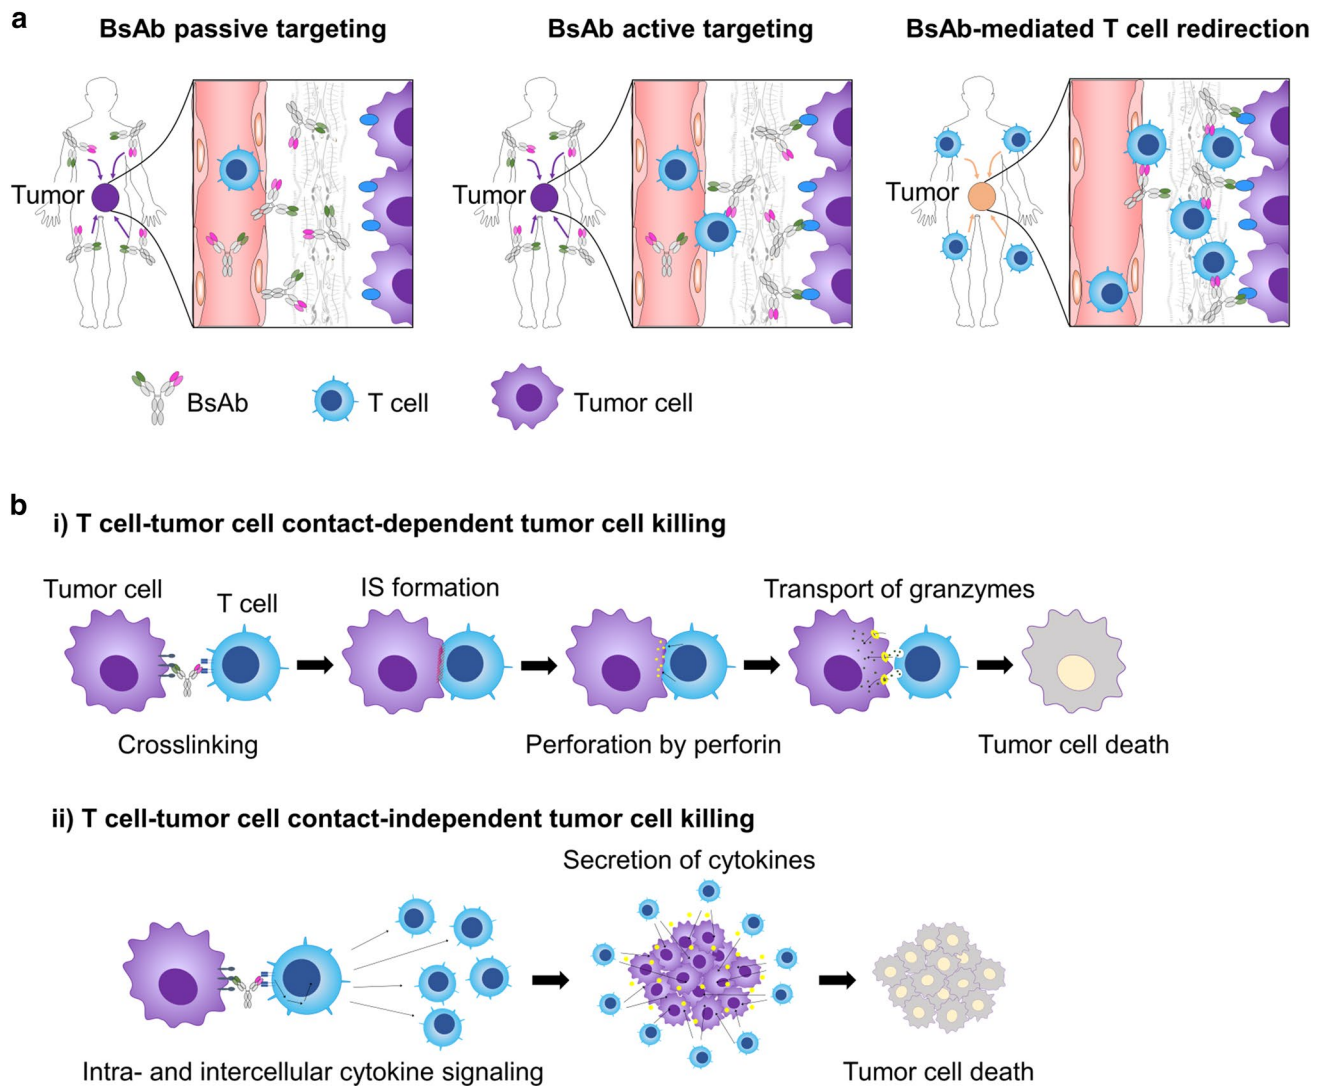 a
BsAb passive targeting
BsAb active targeting
BsAb-mediated T cell redirection
Tumor
Tumor
Tumor
BsAb
T cell
Tumor cell
b
i) T cell-tumor cell contact-dependent tumor cell killing
Tumor cell
T cell
IS formation
Transport of granzymes
Crosslinking
Perforation by perforin
Tumor cell death
ii) T cell-tumor cell contact-independent tumor cell killing
Secretion of cytokines
Intra- and intercellular cytokine signaling
Tumor cell death